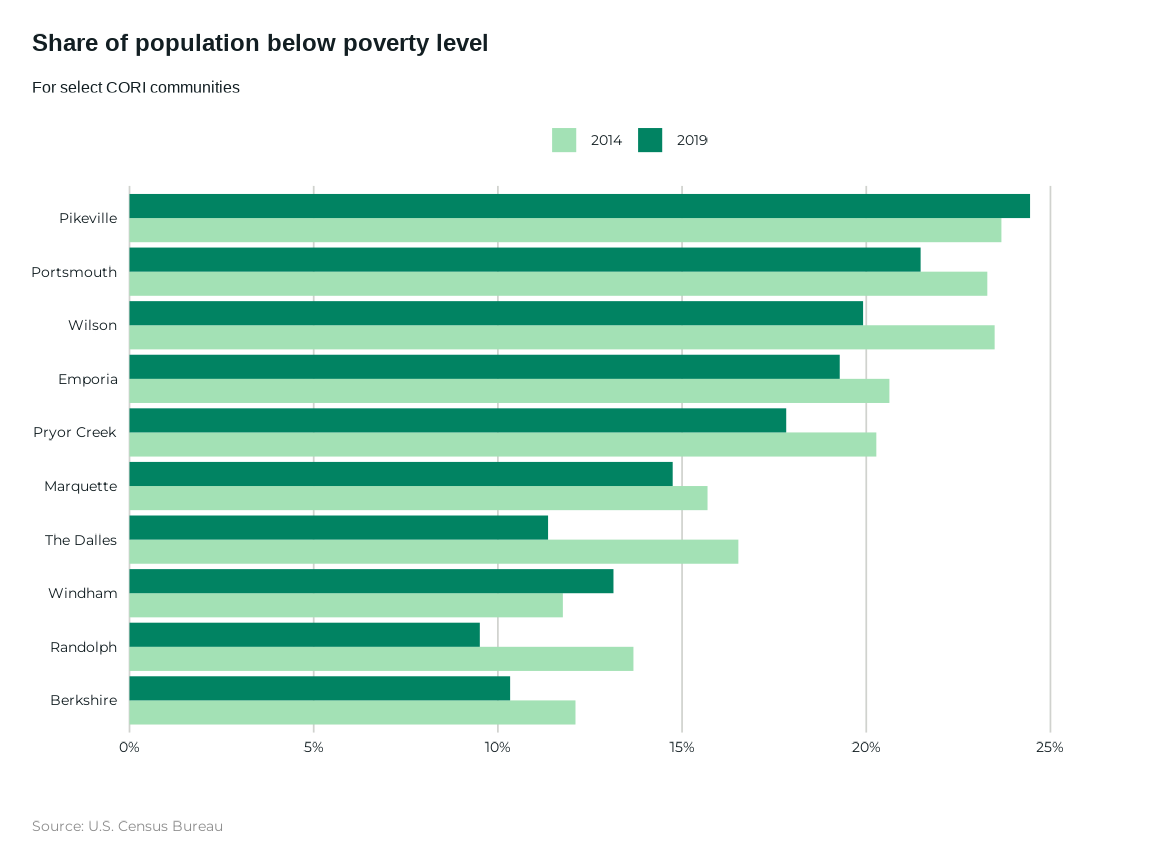 Share of population below poverty level
For select CORI communities
2014 2019
Pikeville
Portsmouth
Wilson
Emporia
Pryor Creek
Marquette
The Dalles
Windham
Randolph
Berkshire
0% 5% 10% 15% 20% 25%
Source: U.S. Census Bureau